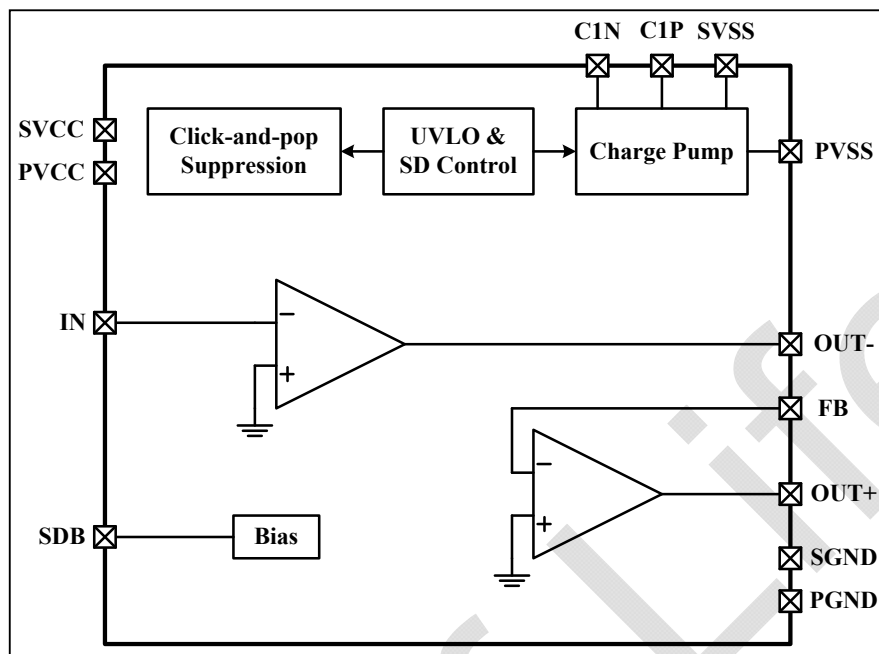 C1N C1P SVSS
SVCC
PVCC
Click-and-pop
Suppression
UVLO &
SD Control
Charge Pump
PVSS
IN
−
+
OUT-
FB
−
+
OUT+
SDB
Bias
SGND
PGND
Life